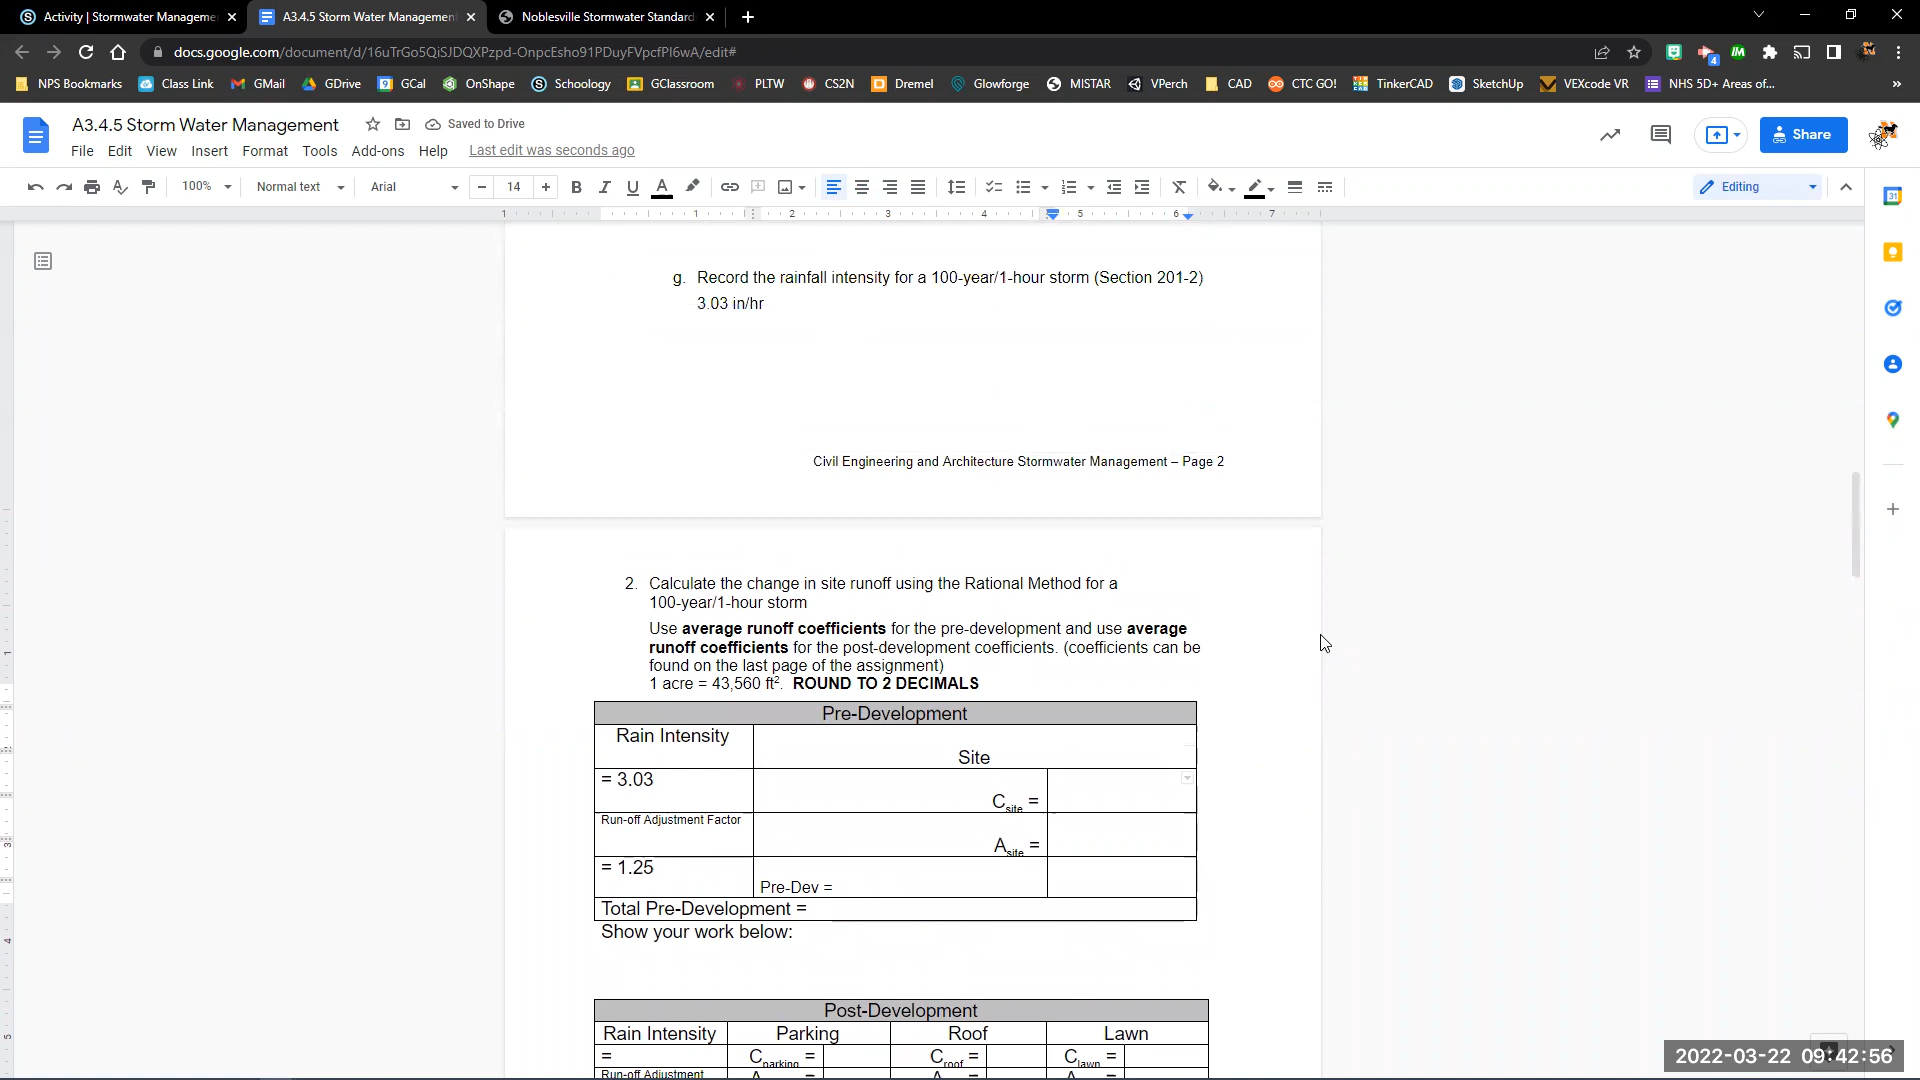 Activity | Stormwater Manageme
A3.4.5 Storm Water Management
Noblesville Stormwater Standard
docs.google.com/document/d/16uTrGo5QiSJDQXPzpd-OnpcEsho91PDuyFVpcfPl6wA/edit#
4
NPS Bookmarks Class Link GMail GDrive GCal OnShape Schoology GClassroom PLTW CS2N Dremel Glowforge MISTAR VPerch CAD CTC GO! TinkerCAD SketchUp VEXcode VR NHS 5D+ Areas of... »
A3.4.5 Storm Water Management Saved to Drive
File Edit View Insert Format Tools Add-ons Help Last edit was seconds ago
Share
100% Normal text Arial − 14 + B I U A Editing
1 1 2 3 4 5 6 7
31
g. Record the rainfall intensity for a 100-year/1-hour storm (Section 201-2)
3.03 in/hr
Civil Engineering and Architecture Stormwater Management – Page 2
2. Calculate the change in site runoff using the Rational Method for a
100-year/1-hour storm
Use average runoff coefficients for the pre-development and use average
runoff coefficients for the post-development coefficients. (coefficients can be
found on the last page of the assignment)
1 acre = 43,560 ft². ROUND TO 2 DECIMALS
Pre-Development
Rain Intensity
Site
= 3.03
Csite =
Run-off Adjustment Factor
Asite =
= 1.25
Pre-Dev =
Total Pre-Development =
Show your work below:
Post-Development
Rain Intensity Parking Roof Lawn
= Cparking = Croof = Clawn =
Run-off Adjustment
2022-03-22 09:42:56